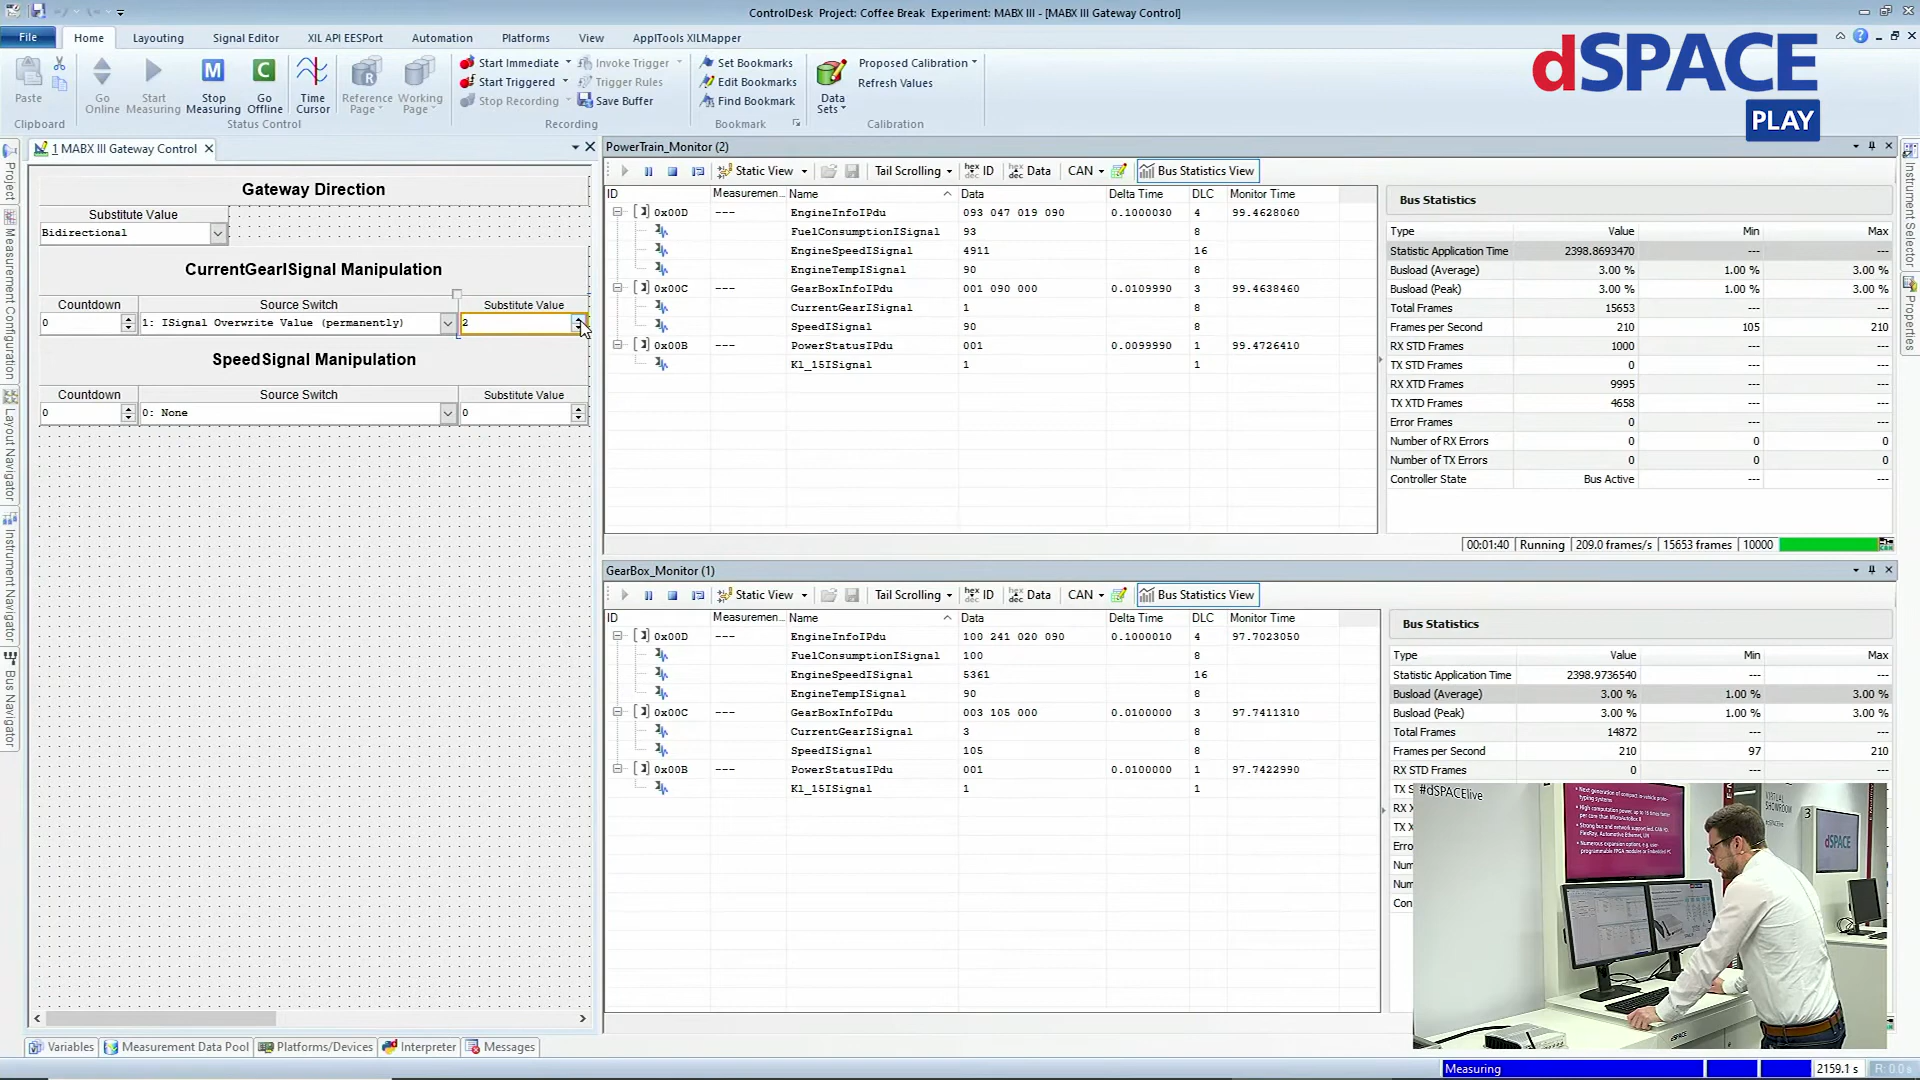 ControlDesk Project: Coffee Break Experiment: MABX III - [MABX III Gateway Control]
File Home Layouting Signal Editor XIL API EESPort Automation Platforms View ApplTools XILMapper
dSPACE
PLAY
Paste
Go Online
Start Measuring
Stop Measuring
Go Offline
Time Cursor
Reference Page
Working Page
Start Immediate Invoke Trigger
Start Triggered Trigger Rules
Stop Recording Save Buffer
Set Bookmarks
Edit Bookmarks
Find Bookmark
Data Sets
Proposed Calibration
Refresh Values
Clipboard Status Control Recording Bookmark Calibration
Project
Measurement Configuration
Layout Navigator
Instrument Navigator
Bus Navigator
1 MABX III Gateway Control
Gateway Direction
Substitute Value
Bidirectional
CurrentGearISignal Manipulation
Countdown Source Switch Substitute Value
0 1: ISignal Overwrite Value (permanently) 2
SpeedSignal Manipulation
Countdown Source Switch Substitute Value
0 0: None 0
PowerTrain_Monitor (2)
Static View Tail Scrolling hex dec ID hex dec Data CAN Bus Statistics View
ID Measuremen... Name Data Delta Time DLC Monitor Time
0x00D --- EngineInfoIPdu 093 047 019 090 0.1000030 4 99.4628060
FuelConsumptionISignal 93 8
EngineSpeedISignal 4911 16
EngineTempISignal 90 8
0x00C --- GearBoxInfoIPdu 001 090 000 0.0109990 3 99.4638460
CurrentGearISignal 1 8
SpeedISignal 90 8
0x00B --- PowerStatusIPdu 001 0.0099990 1 99.4726410
Kl_15ISignal 1 1
Bus Statistics
Type Value Min Max
Statistic Application Time 2398.8693470 --- ---
Busload (Average) 3.00 % 1.00 % 3.00 %
Busload (Peak) 3.00 % 1.00 % 3.00 %
Total Frames 15653 --- ---
Frames per Second 210 105 210
RX STD Frames 1000 --- ---
TX STD Frames 0 --- ---
RX XTD Frames 9995 --- ---
TX XTD Frames 4658 --- ---
Error Frames 0 --- ---
Number of RX Errors 0 0 0
Number of TX Errors 0 0 0
Controller State Bus Active --- ---
00:01:40 Running 209.0 frames/s 15653 frames 10000
Instrument Selector
Properties
GearBox_Monitor (1)
Static View Tail Scrolling hex dec ID hex dec Data CAN Bus Statistics View
ID Measuremen... Name Data Delta Time DLC Monitor Time
0x00D --- EngineInfoIPdu 100 241 020 090 0.1000010 4 97.7023050
FuelConsumptionISignal 100 8
EngineSpeedISignal 5361 16
EngineTempISignal 90 8
0x00C --- GearBoxInfoIPdu 003 105 000 0.0100000 3 97.7411310
CurrentGearISignal 3 8
SpeedISignal 105 8
0x00B --- PowerStatusIPdu 001 0.0100000 1 97.7422990
Kl_15ISignal 1 1
Bus Statistics
Type Value Min Max
Statistic Application Time 2398.9736540 --- ---
Busload (Average) 3.00 % 1.00 % 3.00 %
Busload (Peak) 3.00 % 1.00 % 3.00 %
Total Frames 14872 --- ---
Frames per Second 210 97 210
RX STD Frames 0 --- ---
TX S
RX X
TX X
Erro
Num
Num
Con
#dSPACElive
dSPACE
3
Variables Measurement Data Pool Platforms/Devices Interpreter Messages
Measuring 2159.1 s R: 0.0 s